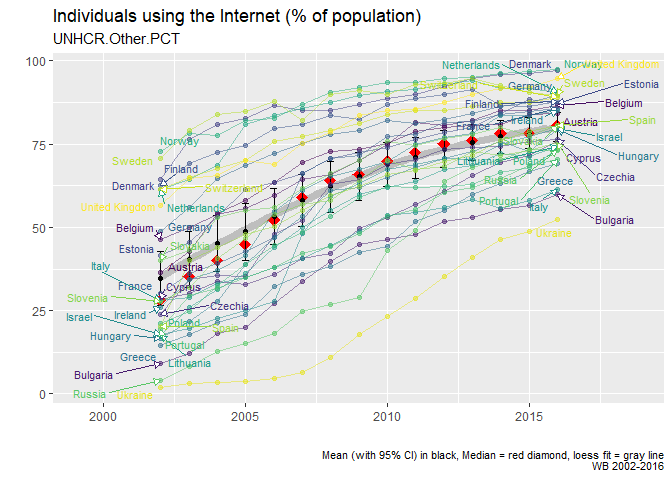 Individuals using the Internet (% of population)
UNHCR.Other.PCT
100
75
50
25
0
Netherlands
Denmark
Norway
United Kingdom
Switzerland
Germany
Sweden
Estonia
Finland
Belgium
France
Ireland
Austria
Spain
Slovakia
Israel
Lithuania
Poland
Cyprus
Hungary
Russia
Greece
Czechia
Portugal
Italy
Slovenia
Bulgaria
Ukraine
Norway
Sweden
Finland
Denmark
Switzerland
United Kingdom
Netherlands
Belgium
Germany
Estonia
Slovakia
Italy
Austria
France
Cyprus
Slovenia
Czechia
Israel
Ireland
Poland
Spain
Hungary
Portugal
Greece
Lithuania
Bulgaria
Russia
Ukraine
2000
2005
2010
2015
Mean (with 95% CI) in black, Median = red diamond, loess fit = gray line
WB 2002-2016